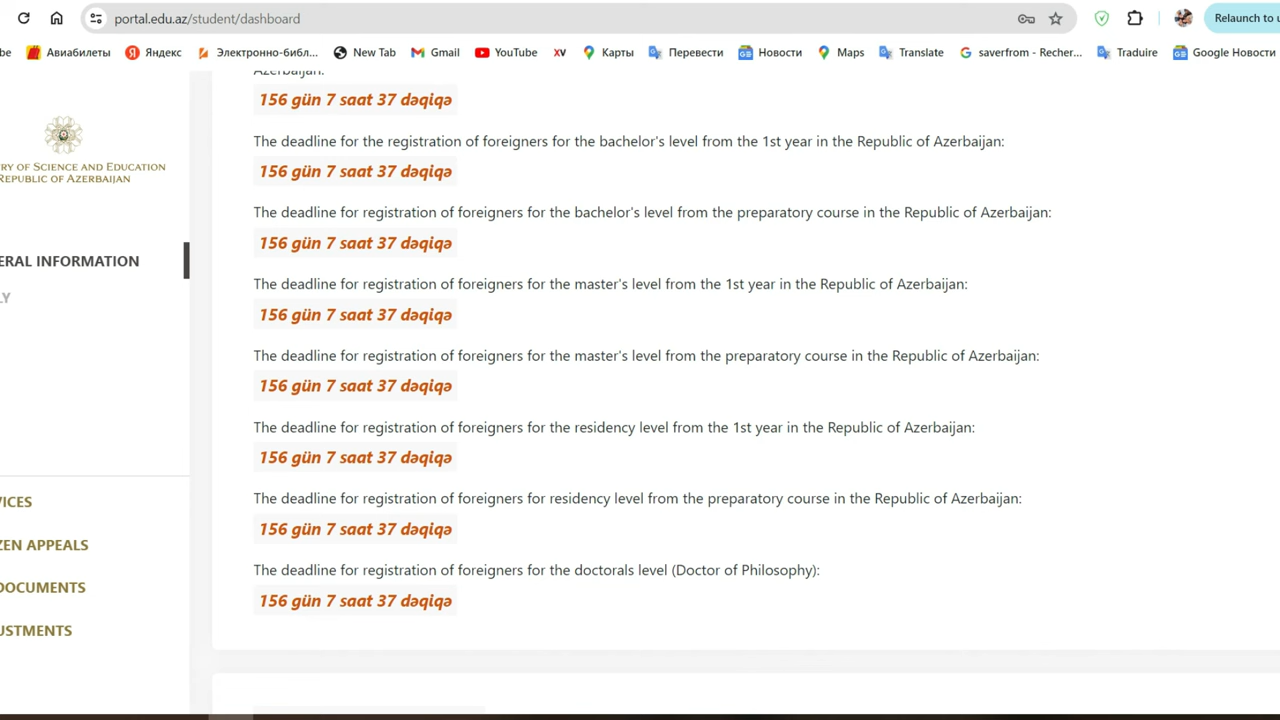 portal.edu.az/student/dashboard
Relaunch to u
be
Авиабилеты
Яндекс
Электронно-библ...
New Tab
Gmail
YouTube
XV
Карты
Перевести
Новости
Maps
Translate
saverfrom - Recher...
Traduire
Google Новости
RY OF SCIENCE AND EDUCATION
REPUBLIC OF AZERBAIJAN
ERAL INFORMATION
LY
VICES
ZEN APPEALS
DOCUMENTS
USTMENTS
Azerbaijan:
156 gün 7 saat 37 dəqiqə
The deadline for the registration of foreigners for the bachelor's level from the 1st year in the Republic of Azerbaijan:
156 gün 7 saat 37 dəqiqə
The deadline for registration of foreigners for the bachelor's level from the preparatory course in the Republic of Azerbaijan:
156 gün 7 saat 37 dəqiqə
The deadline for registration of foreigners for the master's level from the 1st year in the Republic of Azerbaijan:
156 gün 7 saat 37 dəqiqə
The deadline for registration of foreigners for the master's level from the preparatory course in the Republic of Azerbaijan:
156 gün 7 saat 37 dəqiqə
The deadline for registration of foreigners for the residency level from the 1st year in the Republic of Azerbaijan:
156 gün 7 saat 37 dəqiqə
The deadline for registration of foreigners for residency level from the preparatory course in the Republic of Azerbaijan:
156 gün 7 saat 37 dəqiqə
The deadline for registration of foreigners for the doctorals level (Doctor of Philosophy):
156 gün 7 saat 37 dəqiqə